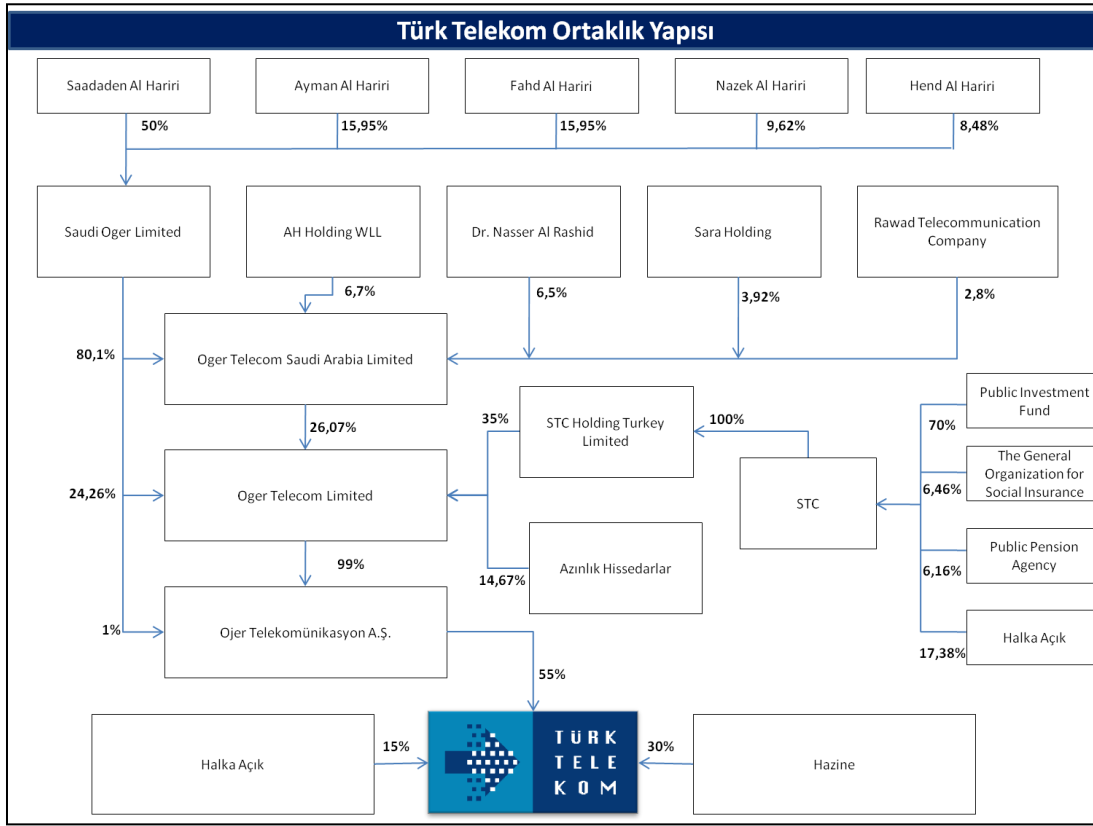 Türk Telekom Ortaklık Yapısı
Saadaden Al Hariri
Ayman Al Hariri
Fahd Al Hariri
Nazek Al Hariri
Hend Al Hariri
50%
15,95%
15,95%
9,62%
8,48%
Saudi Oger Limited
AH Holding WLL
Dr. Nasser Al Rashid
Sara Holding
Rawad Telecommunication
Company
6,7%
6,5%
3,92%
2,8%
80,1%
Oger Telecom Saudi Arabia Limited
26,07%
35%
STC Holding Turkey
Limited
100%
Public Investment
Fund
70%
The General
Organization for
Social Insurance
6,46%
24,26%
Oger Telecom Limited
STC
99%
14,67%
Azınlık Hissedarlar
Public Pension
Agency
6,16%
1%
Ojer Telekomünikasyon A.Ş.
Halka Açık
17,38%
55%
Halka Açık
15%
TÜRK
TELE
KOM
30%
Hazine